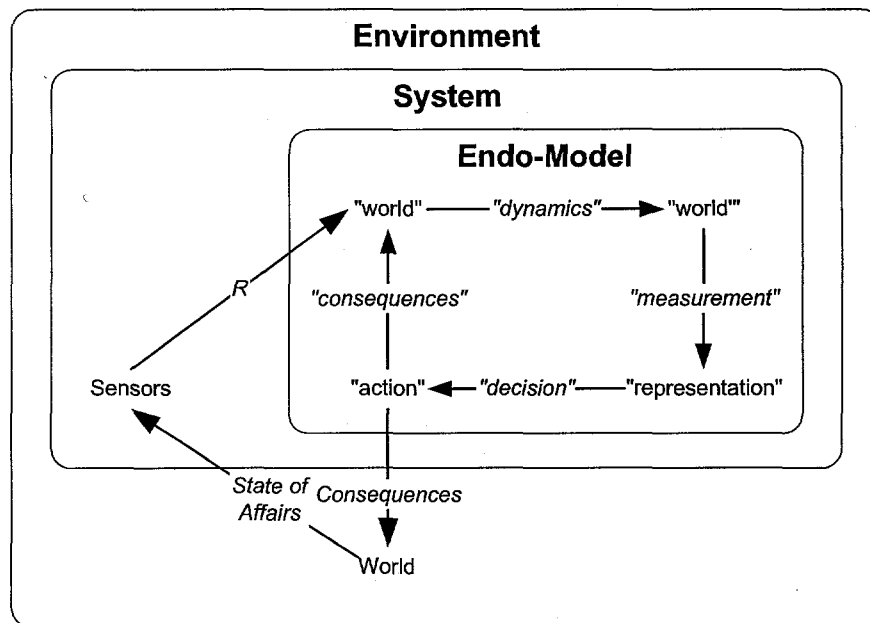 Environment
System
Endo-Model
"world" "dynamics" "world'"
R "consequences" "measurement"
Sensors "action" "decision" "representation"
State of Consequences
Affairs
World